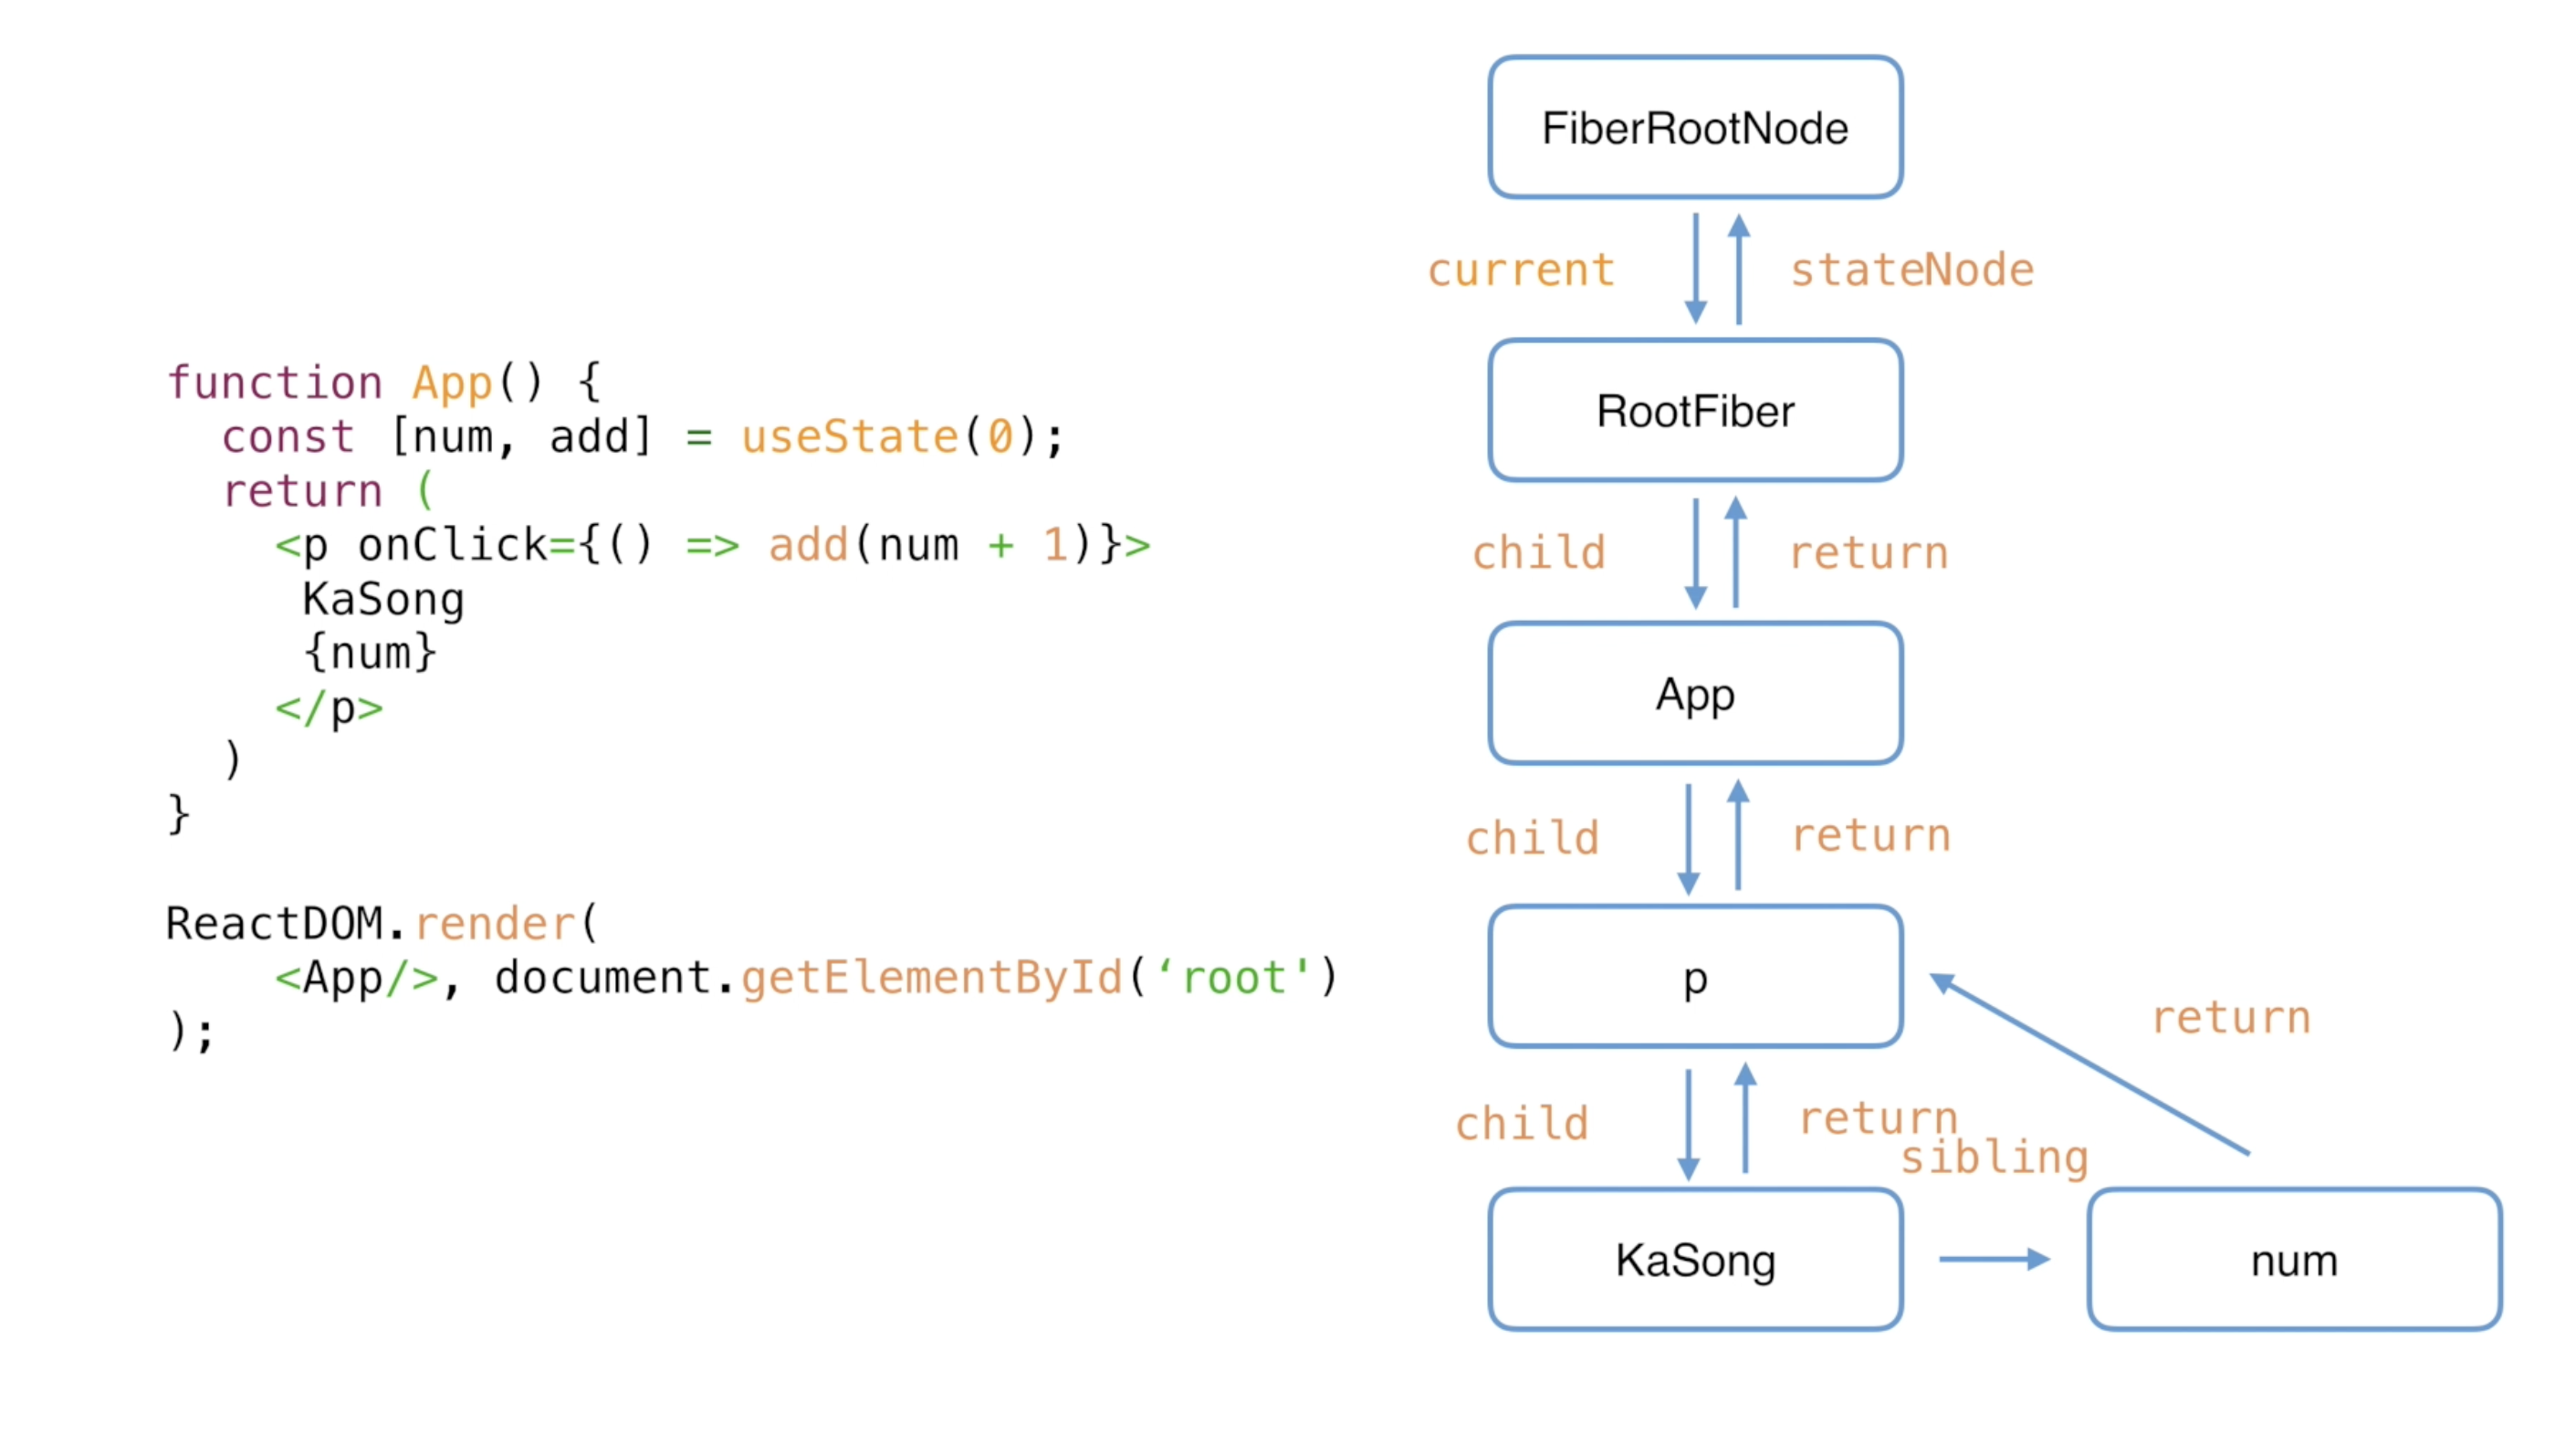 function App() {
  const [num, add] = useState(0);
  return (
    <p onClick={() => add(num + 1)}>
     KaSong
     {num}
    </p>
  )
}
ReactDOM.render(
    <App/>, document.getElementById(‘root')
);
FiberRootNode
current
stateNode
RootFiber
child
return
App
child
return
p
return
child
return
sibling
KaSong
num